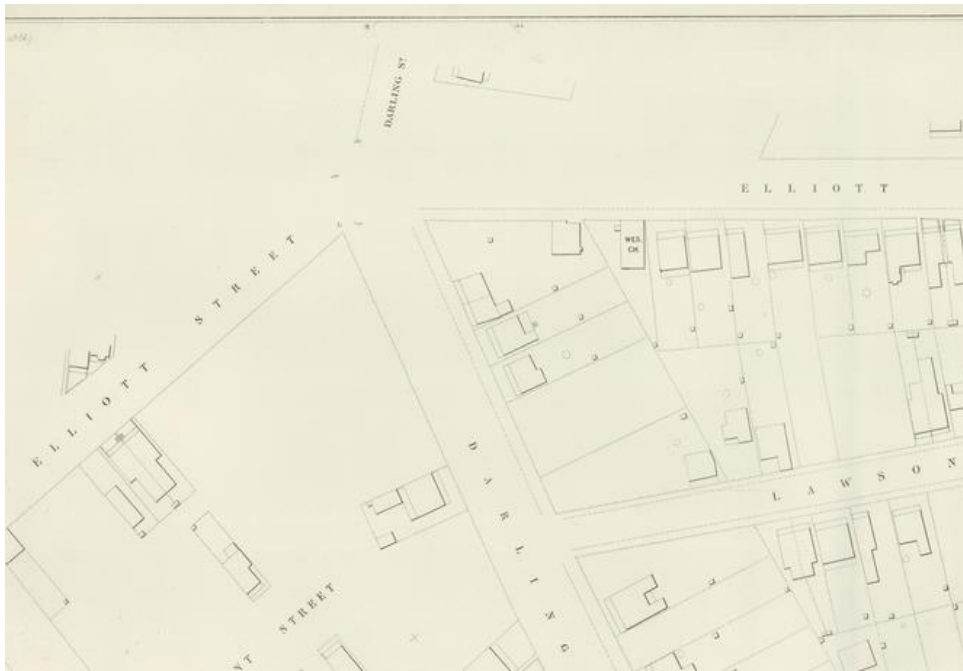 DARLING ST.
ELLIOTT
WES.
CH.
ELLIOTT STREET
DARLING
LAWSON
STREET